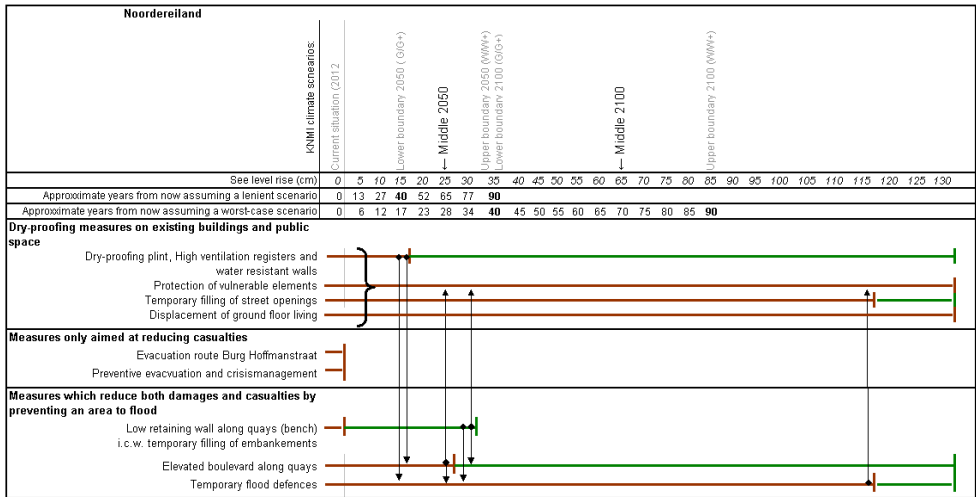 Noordereiland
KNMI climate scnearios:
Current situation (2012
Lower boundary 2050 ( G/G+)
← Middle 2050
Upper boundary 2050 (W/W+)
Lower boundary 2100 (G/G+)
← Middle 2100
Upper boundary 2100 (W/W+)
See level rise (cm) 0 5 10 15 20 25 30 35 40 45 50 55 60 65 70 75 80 85 90 95 100 105 110 115 120 125 130
Approximate years from now assuming a lenient scenario 0 13 27 40 52 65 77 90
Approximate years from now assuming a worst-case scenario 0 6 12 17 23 28 34 40 45 50 55 60 65 70 75 80 85 90
Dry-proofing measures on existing buildings and public
space
Dry-proofing plint, High ventilation registers and
water resistant walls
Protection of vulnerable elements
Temporary filling of street openings
Displacement of ground floor living
Measures only aimed at reducing casualties
Evacuation route Burg Hoffmanstraat
Preventive evacvuation and crisismanagement
Measures which reduce both damages and casualties by
preventing an area to flood
Low retaining wall along quays (bench)
i.c.w. temporary filling of embankements
Elevated boulevard along quays
Temporary flood defences